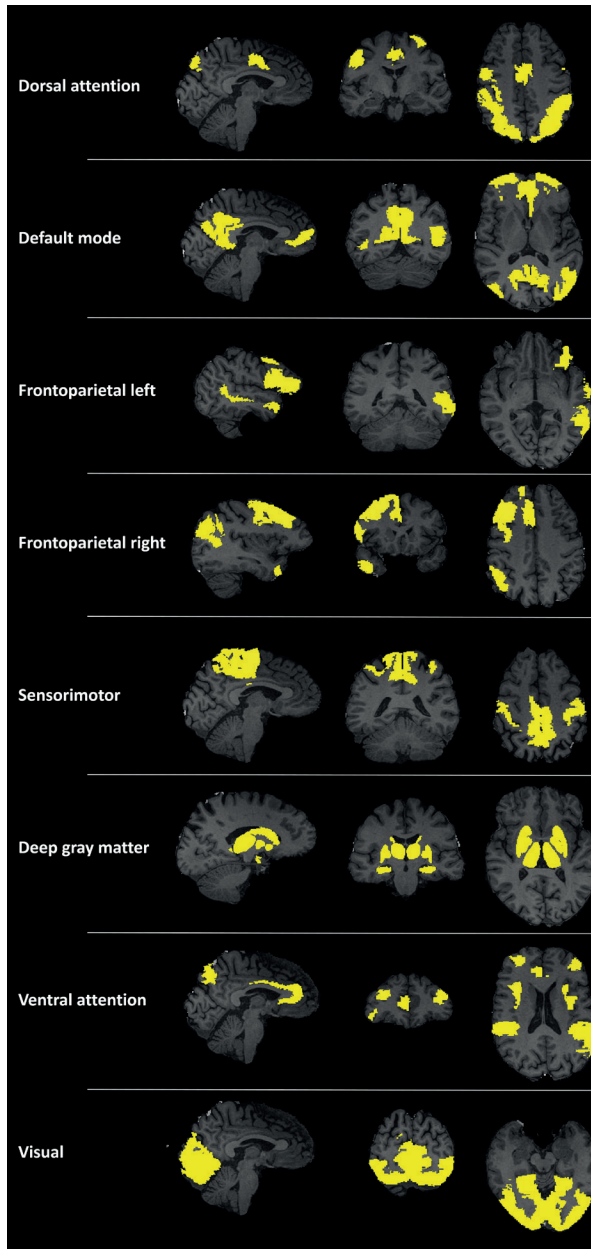 Dorsal attention
Default mode
Frontoparietal left
Frontoparietal right
Sensorimotor
Deep gray matter
Ventral attention
Visual